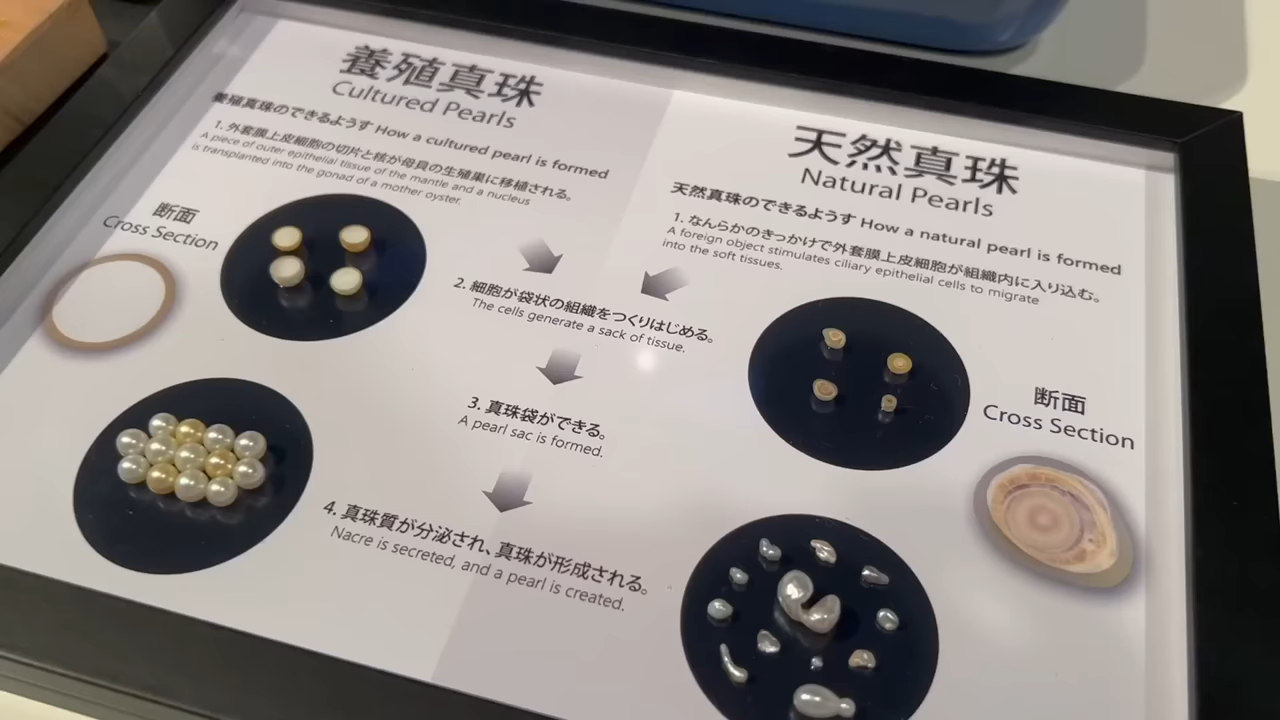 養殖真珠
Cultured Pearls
養殖真珠のできるようす How a cultured pearl is formed
1. 外套膜上皮細胞の切片と核が母貝の生殖巣に移植される。
A piece of outer epithelial tissue of the mantle and a nucleus
is transplanted into the gonad of a mother oyster.
断面
Cross Section
天然真珠
Natural Pearls
天然真珠のできるようす How a natural pearl is formed
1. なんらかのきっかけで外套膜上皮細胞が組織内に入り込む。
A foreign object stimulates ciliary epithelial cells to migrate
into the soft tissues.
2. 細胞が袋状の組織をつくりはじめる。
The cells generate a sack of tissue.
3. 真珠袋ができる。
A pearl sac is formed.
断面
Cross Section
4. 真珠質が分泌され、真珠が形成される。
Nacre is secreted, and a pearl is created.